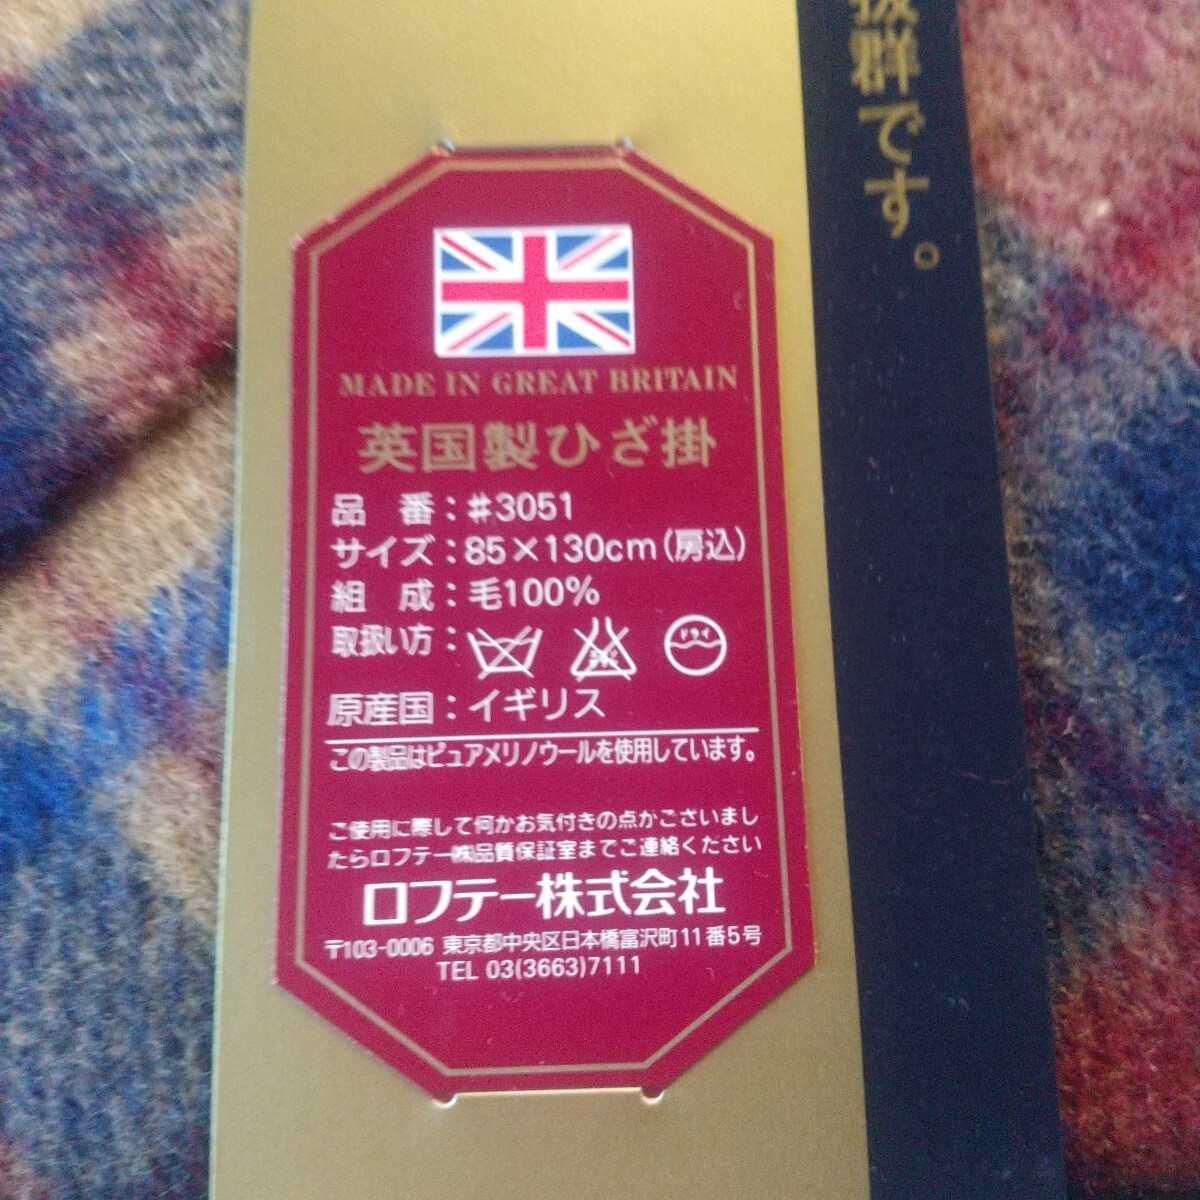 抜群です。
MADE IN GREAT BRITAIN
英国製ひざ掛
品　番：♯3051
サイズ：85×130cm(房込)
組　成：毛100%
取扱い方：
ドライ
原産国：イギリス
この製品はピュアメリノウールを使用しています。
ご使用に際して何かお気付きの点がございまし
たらロフテー㈱品質保証室までご連絡ください
ロフテー株式会社
〒103-0006 東京都中央区日本橋富沢町11番5号
TEL 03(3663)7111